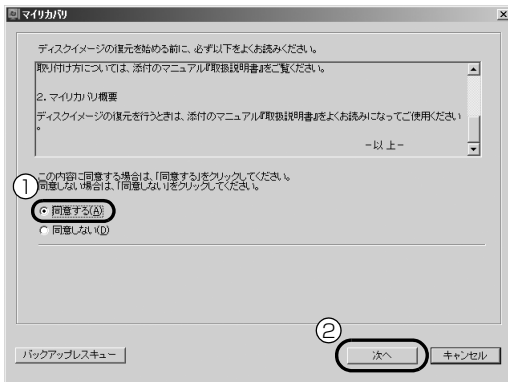 マイリカバリ
ディスクイメージの復元を始める前に、必ず以下をよくお読みください。
取り付け方については、添付のマニュアル『取扱説明書』をご覧ください。
2. マイリカバリ概要
ディスクイメージの復元を行うときは、添付のマニュアル『取扱説明書』をよくお読みになってご使用ください
。
－以 上－
この内容に同意する場合は、「同意する」をクリックしてください。
同意しない場合は、「同意しない」をクリックしてください。
①
同意する(A)
同意しない(D)
②
バックアップレスキュー
次へ
キャンセル